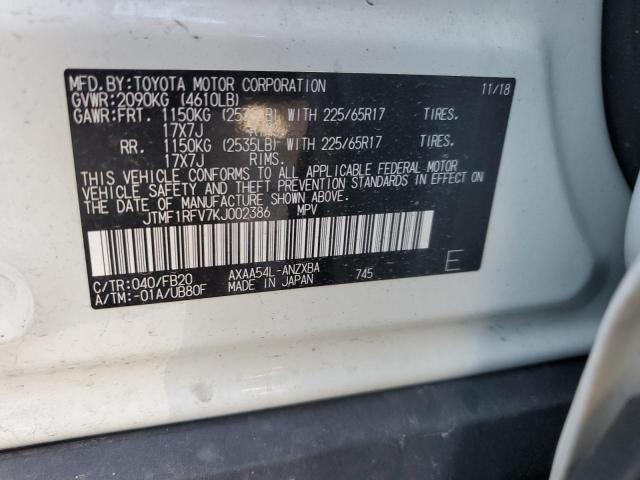 MFD.BY:TOYOTA MOTOR CORPORATION 11/18
GVWR:2090KG (4610LB)
GAWR:FRT. 1150KG WITH 225/65R17 TIRES.
17X7J
RR. 1150KG (2535LB) WITH 225/65R17 TIRES.
17X7J RIMS.
THIS VEHICLE CONFORMS TO ALL APPLICABLE FEDERAL MOTOR
VEHICLE SAFETY AND THEFT PREVENTION STANDARDS IN EFFECT ON
THE DATE OF MANUFACTURE SHOWN ABOVE.
JTMF1RFV7KJ002386 MPV
C/TR:040/FB20 AXAA54L-ANZXBA 745 E
A/TM:-01A/UB80F MADE IN JAPAN